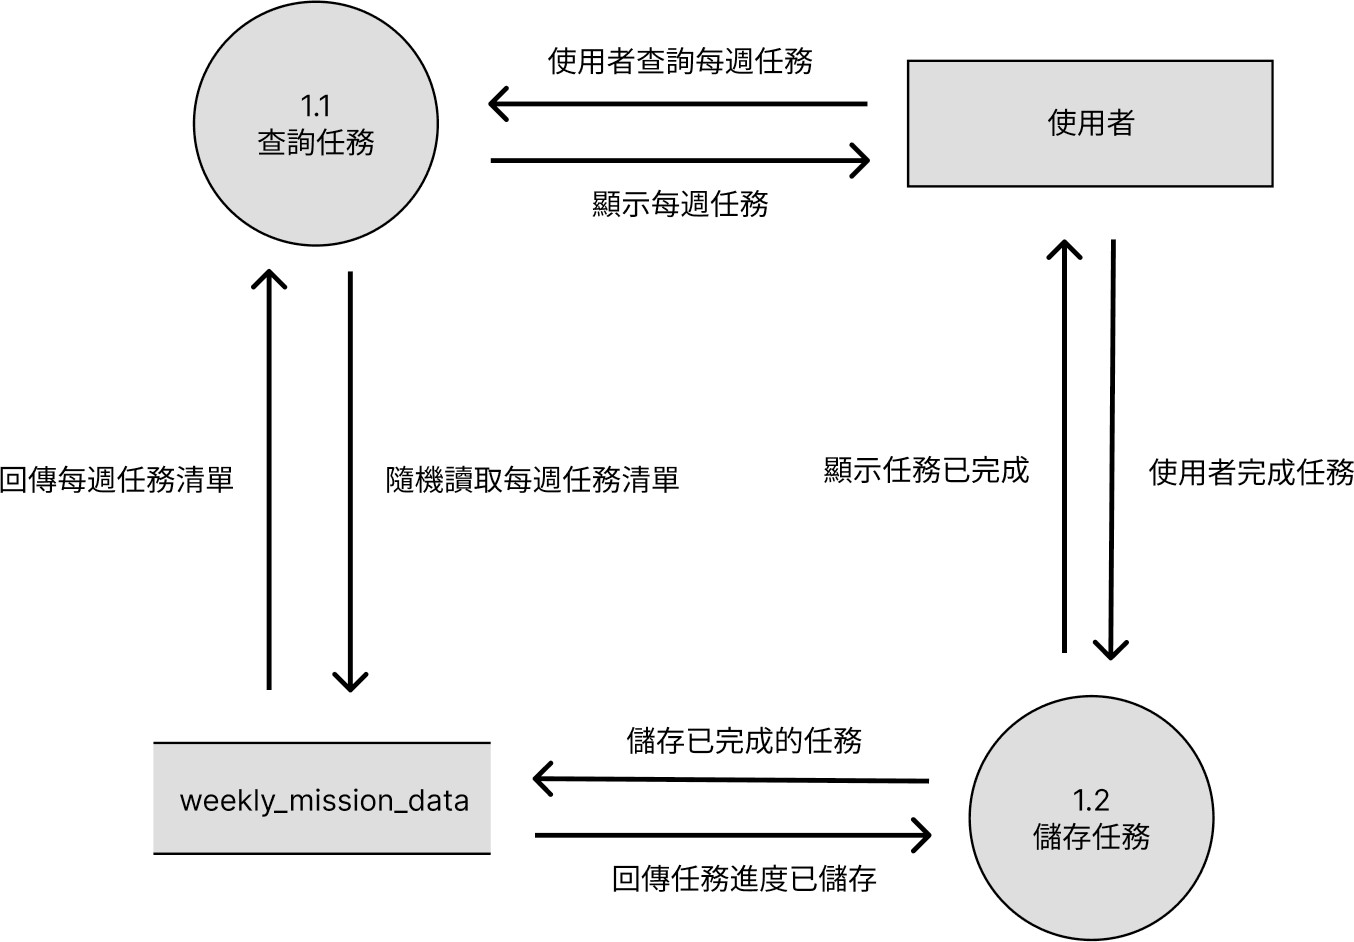 使用者查詢每週任務
1.1
查詢任務
使用者
顯示每週任務
回傳每週任務清單
隨機讀取每週任務清單
顯示任務已完成
使用者完成任務
儲存已完成的任務
weekly_mission_data
1.2
儲存任務
回傳任務進度已儲存